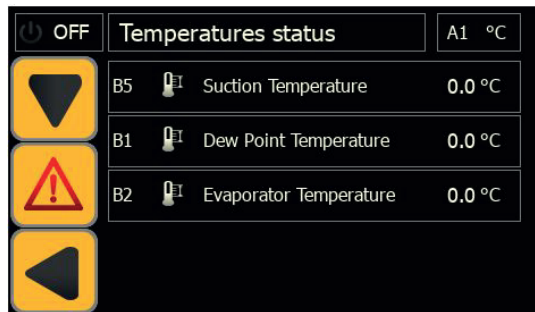 OFF Temperatures status A1 °C
B5 Suction Temperature 0.0 °C
B1 Dew Point Temperature 0.0 °C
B2 Evaporator Temperature 0.0 °C